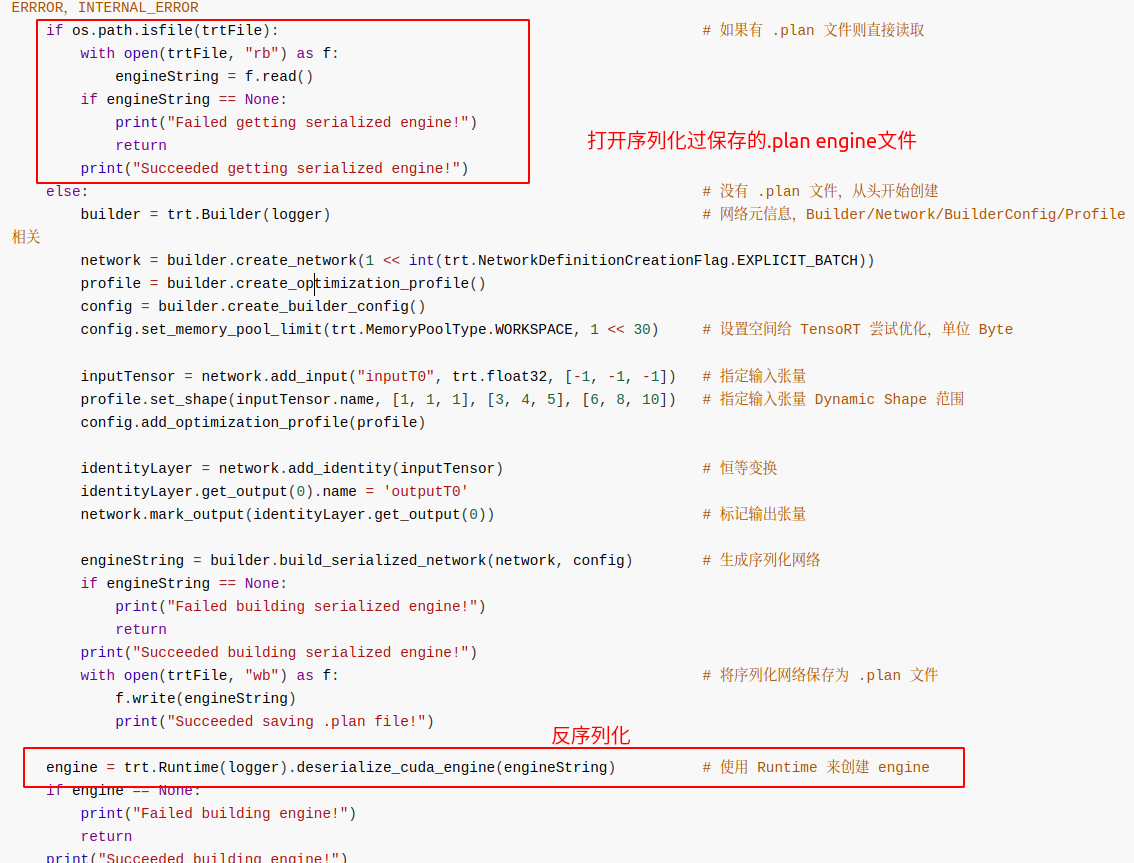 ERRROR, INTERNAL_ERROR
    if os.path.isfile(trtFile):                                                 # 如果有 .plan 文件则直接读取
        with open(trtFile, "rb") as f:
            engineString = f.read()
        if engineString == None:
            print("Failed getting serialized engine!")
            return
打开序列化过保存的.plan engine文件
        print("Succeeded getting serialized engine!")
    else:                                                                       # 没有 .plan 文件，从头开始创建
        builder = trt.Builder(logger)                                           # 网络元信息，Builder/Network/BuilderConfig/Profile
相关
        network = builder.create_network(1 << int(trt.NetworkDefinitionCreationFlag.EXPLICIT_BATCH))
        profile = builder.create_optimization_profile()
        config = builder.create_builder_config()
        config.set_memory_pool_limit(trt.MemoryPoolType.WORKSPACE, 1 << 30)     # 设置空间给 TensoRT 尝试优化，单位 Byte
        inputTensor = network.add_input("inputT0", trt.float32, [-1, -1, -1])   # 指定输入张量
        profile.set_shape(inputTensor.name, [1, 1, 1], [3, 4, 5], [6, 8, 10])   # 指定输入张量 Dynamic Shape 范围
        config.add_optimization_profile(profile)
        identityLayer = network.add_identity(inputTensor)                       # 恒等变换
        identityLayer.get_output(0).name = 'outputT0'
        network.mark_output(identityLayer.get_output(0))                        # 标记输出张量
        engineString = builder.build_serialized_network(network, config)        # 生成序列化网络
        if engineString == None:
            print("Failed building serialized engine!")
            return
        print("Succeeded building serialized engine!")
        with open(trtFile, "wb") as f:                                          # 将序列化网络保存为 .plan 文件
            f.write(engineString)
            print("Succeeded saving .plan file!")
反序列化
    engine = trt.Runtime(logger).deserialize_cuda_engine(engineString)          # 使用 Runtime 来创建 engine
    if engine == None:
        print("Failed building engine!")
        return
    print("Succeeded building engine!")